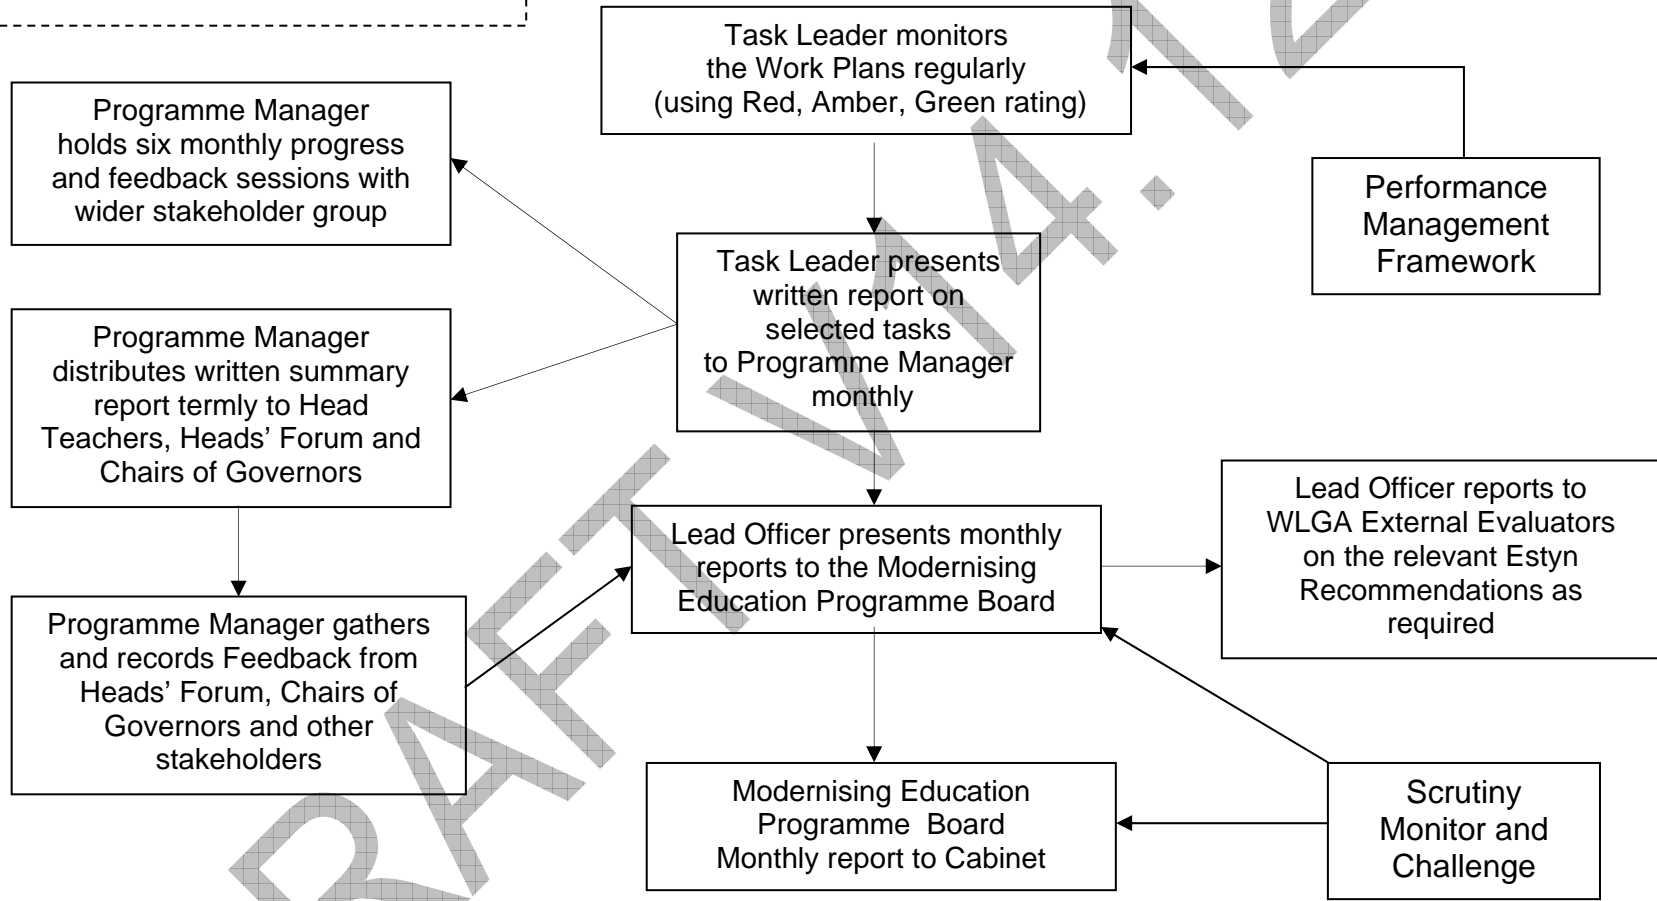 Task Leader monitors
the Work Plans regularly
(using Red, Amber, Green rating)
Programme Manager
holds six monthly progress
and feedback sessions with
wider stakeholder group
Performance
Management
Framework
Task Leader presents
written report on
selected tasks
to Programme Manager
monthly
Programme Manager
distributes written summary
report termly to Head
Teachers, Heads’ Forum and
Chairs of Governors
Lead Officer reports to
WLGA External Evaluators
on the relevant Estyn
Recommendations as
required
Lead Officer presents monthly
reports to the Modernising
Education Programme Board
Programme Manager gathers
and records Feedback from
Heads’ Forum, Chairs of
Governors and other
stakeholders
Modernising Education
Programme  Board
Monthly report to Cabinet
Scrutiny
Monitor and
Challenge
RAFT V14.12